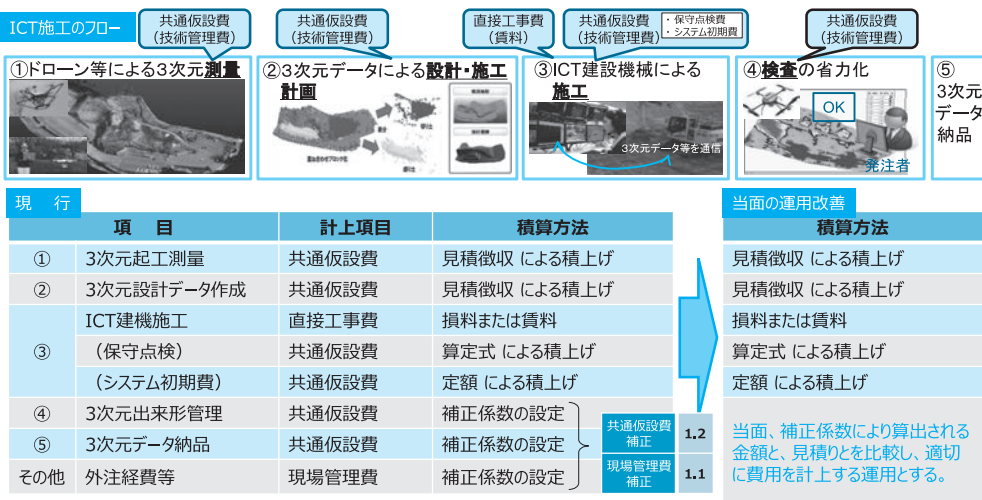 ICT施工のフロー
共通仮設費
(技術管理費)
共通仮設費
(技術管理費)
直接工事費
(賃料)
共通仮設費
(技術管理費)
・保守点検費
・システム初期費
共通仮設費
(技術管理費)
①ドローン等による3次元測量
②3次元データによる設計・施工
計画
③ICT建設機械による
施工
3次元データ等を通信
④検査の省力化
OK
発注者
⑤
3次元
データ
納品
現 行
項 目 計上項目 積算方法
① 3次元起工測量 共通仮設費 見積徴収 による積上げ
② 3次元設計データ作成 共通仮設費 見積徴収 による積上げ
③ ICT建機施工 直接工事費 損料または賃料
(保守点検) 共通仮設費 算定式 による積上げ
(システム初期費) 共通仮設費 定額 による積上げ
④ 3次元出来形管理 共通仮設費 補正係数の設定
⑤ 3次元データ納品 共通仮設費 補正係数の設定
その他 外注経費等 現場管理費 補正係数の設定
共通仮設費
補正
1.2
現場管理費
補正
1.1
当面の運用改善
積算方法
見積徴収 による積上げ
見積徴収 による積上げ
損料または賃料
算定式 による積上げ
定額 による積上げ
当面、補正係数により算出される
金額と、見積りとを比較し、適切
に費用を計上する運用とする。